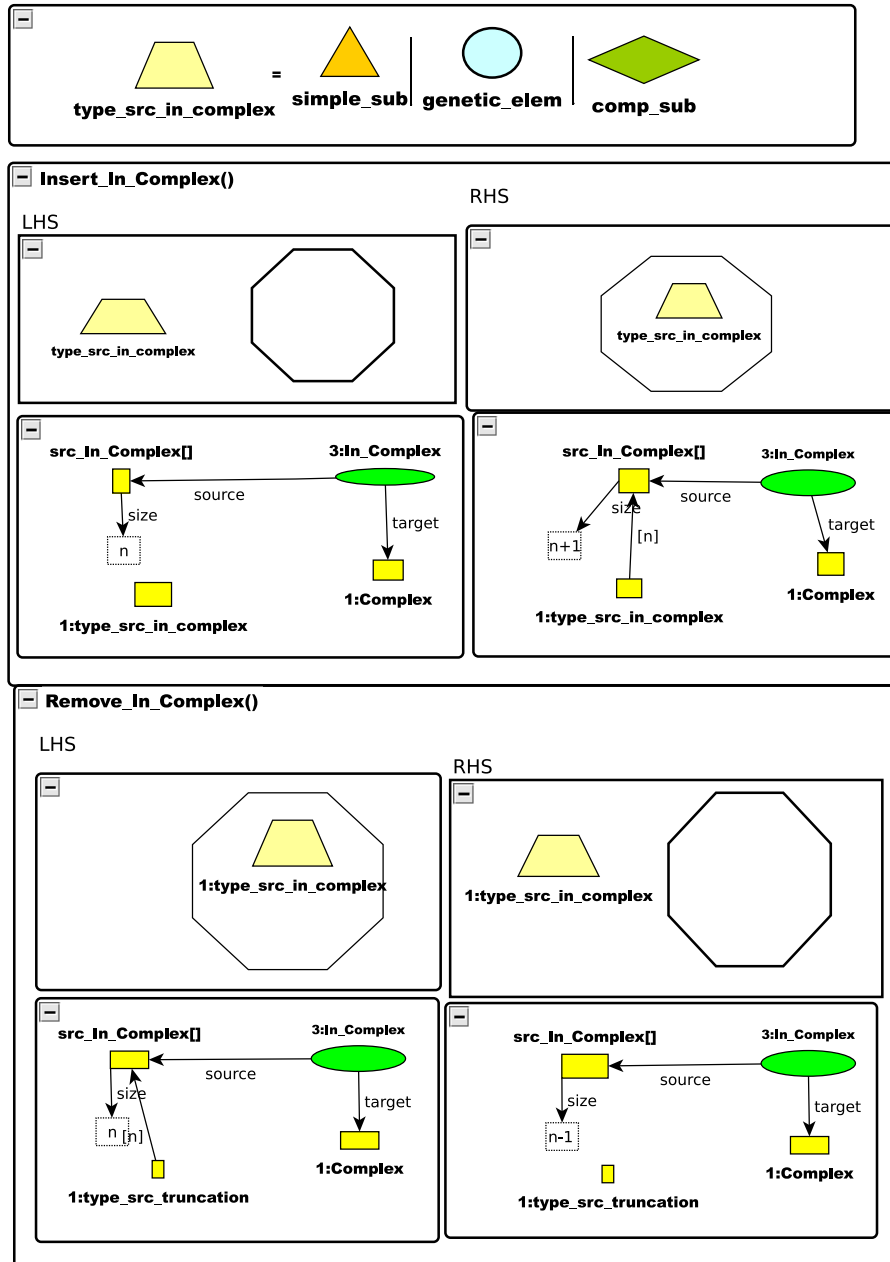 =
type_src_in_complex
simple_sub
genetic_elem
comp_sub
Insert_In_Complex()
LHS
RHS
type_src_in_complex
type_src_in_complex
src_In_Complex[]
3:In_Complex
source
size
n
target
1:Complex
1:type_src_in_complex
src_In_Complex[]
3:In_Complex
source
size
[n]
n+1
target
1:Complex
1:type_src_in_complex
Remove_In_Complex()
LHS
RHS
1:type_src_in_complex
1:type_src_in_complex
src_In_Complex[]
3:In_Complex
source
size
n
[n]
target
1:Complex
1:type_src_truncation
src_In_Complex[]
3:In_Complex
source
size
n-1
target
1:Complex
1:type_src_truncation